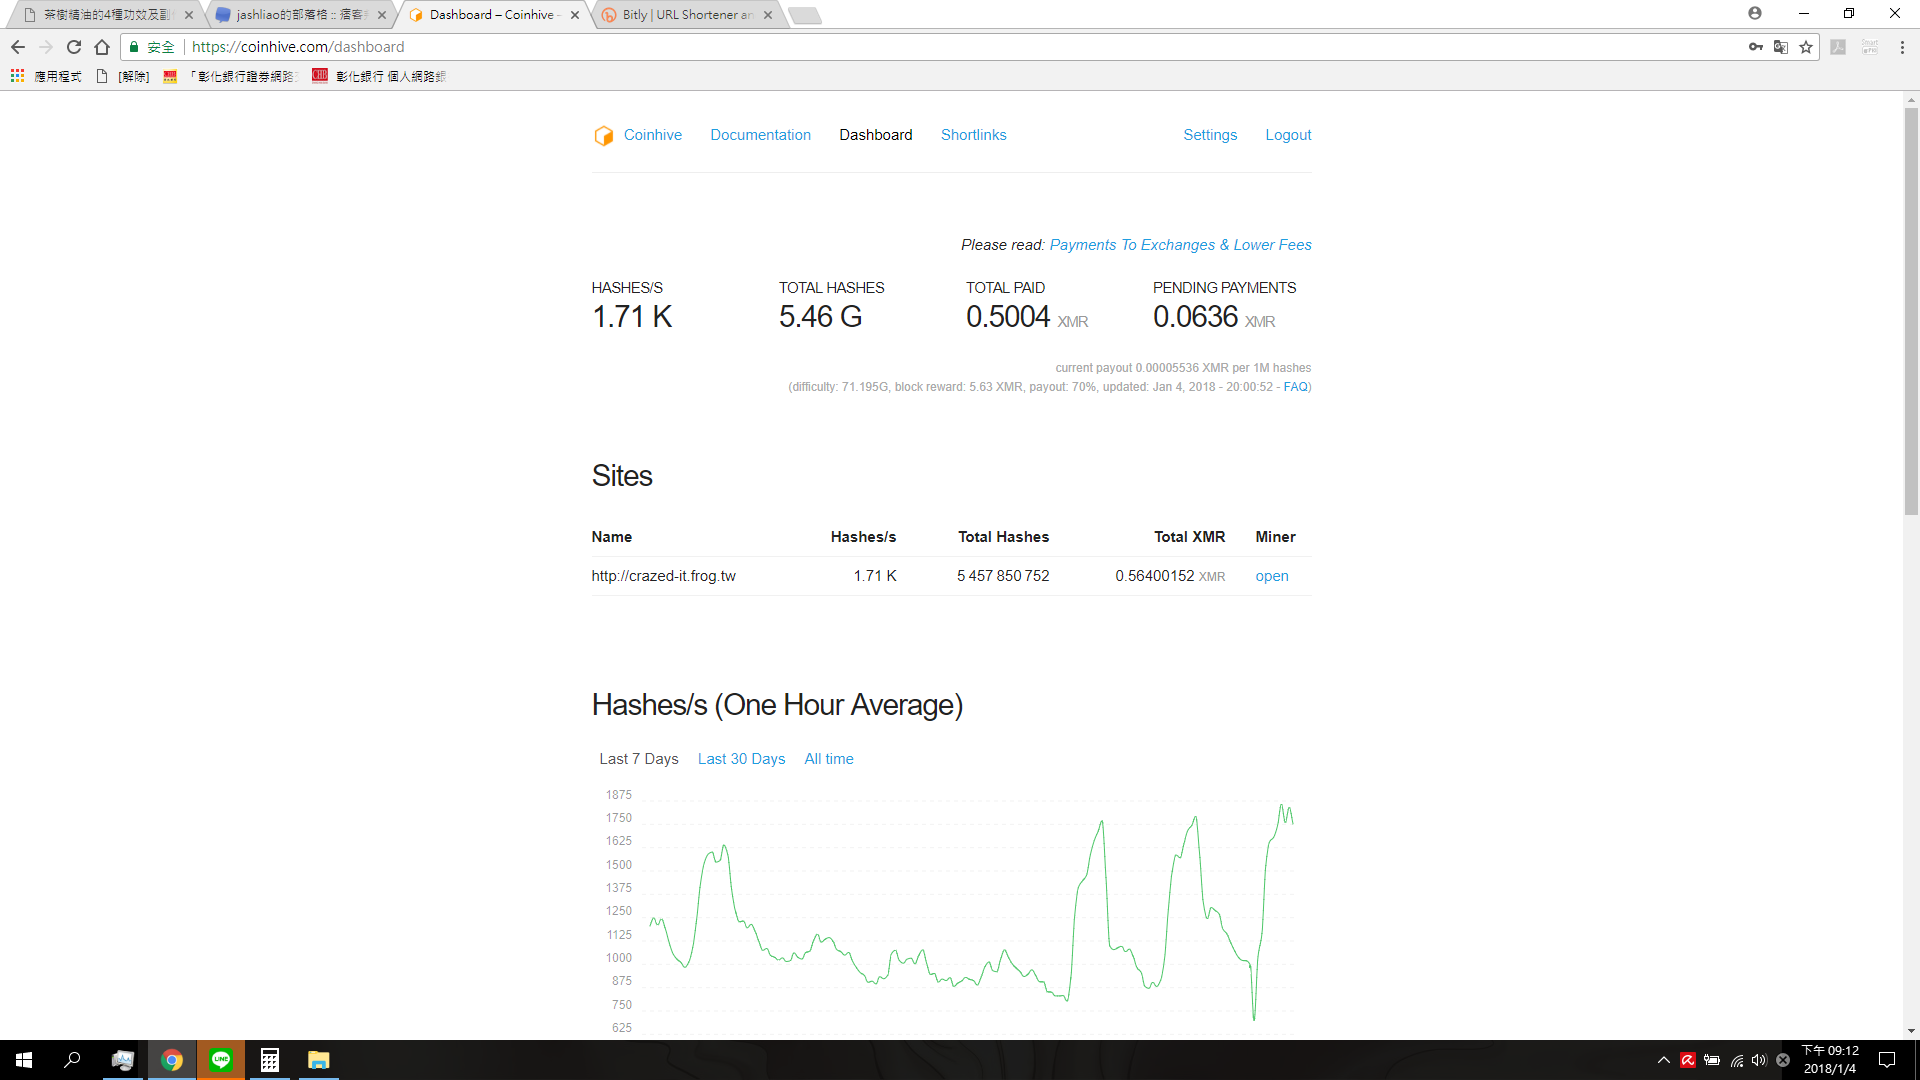 茶樹精油的4種功效及副
jashliao的部落格 :: 痞客
Dashboard – Coinhive –
Bitly | URL Shortener an
安全
https://coinhive.com/dashboard
應用程式
[解除]
「彰化銀行證券網路
彰化銀行 個人網路銀
Coinhive
Documentation
Dashboard
Shortlinks
Settings
Logout
Please read: Payments To Exchanges & Lower Fees
HASHES/S
TOTAL HASHES
TOTAL PAID
PENDING PAYMENTS
1.71 K
5.46 G
0.5004 XMR
0.0636 XMR
current payout 0.00005536 XMR per 1M hashes
(difficulty: 71.195G, block reward: 5.63 XMR, payout: 70%, updated: Jan 4, 2018 - 20:00:52 - FAQ)
Sites
Name Hashes/s Total Hashes Total XMR Miner
http://crazed-it.frog.tw 1.71 K 5 457 850 752 0.56400152 XMR open
Hashes/s (One Hour Average)
Last 7 Days Last 30 Days All time
1875
1750
1625
1500
1375
1250
1125
1000
875
750
625
LINE
下午 09:12
2018/1/4